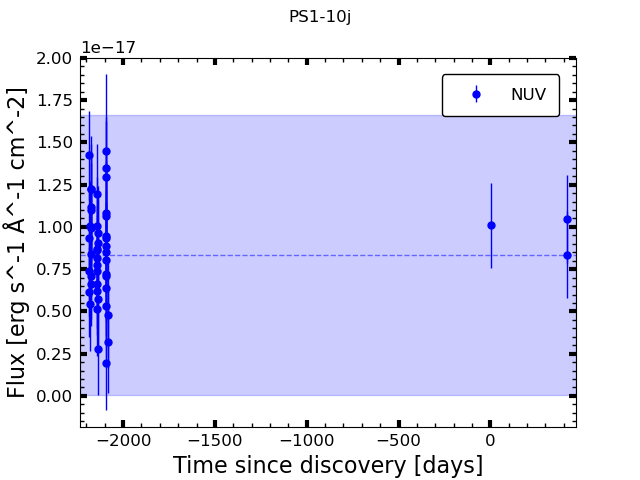 PS1-10j
1e−17
NUV
2.00
1.75
1.50
1.25
1.00
0.75
0.50
0.25
0.00
Flux [erg s^-1 Å^-1 cm^-2]
−2000 −1500 −1000 −500 0
Time since discovery [days]